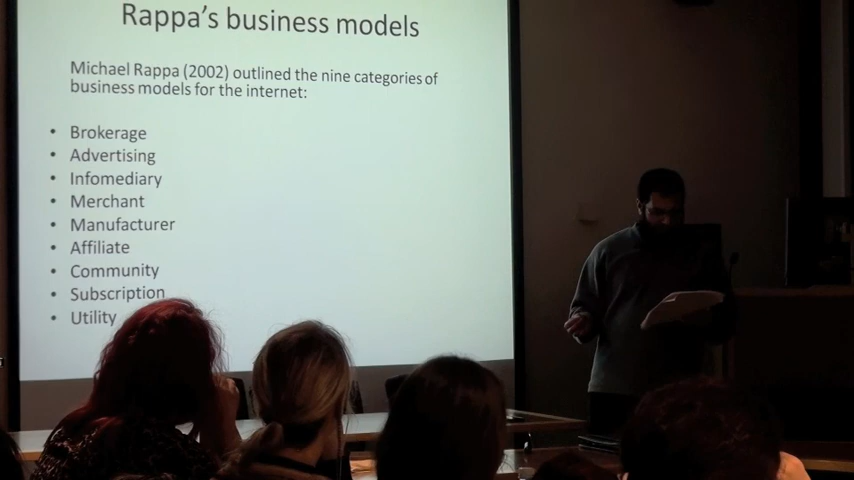 Rappa's business models
Michael Rappa (2002) outlined the nine categories of
business models for the internet:
• Brokerage
• Advertising
• Infomediary
• Merchant
• Manufacturer
• Affiliate
• Community
• Subscription
• Utility